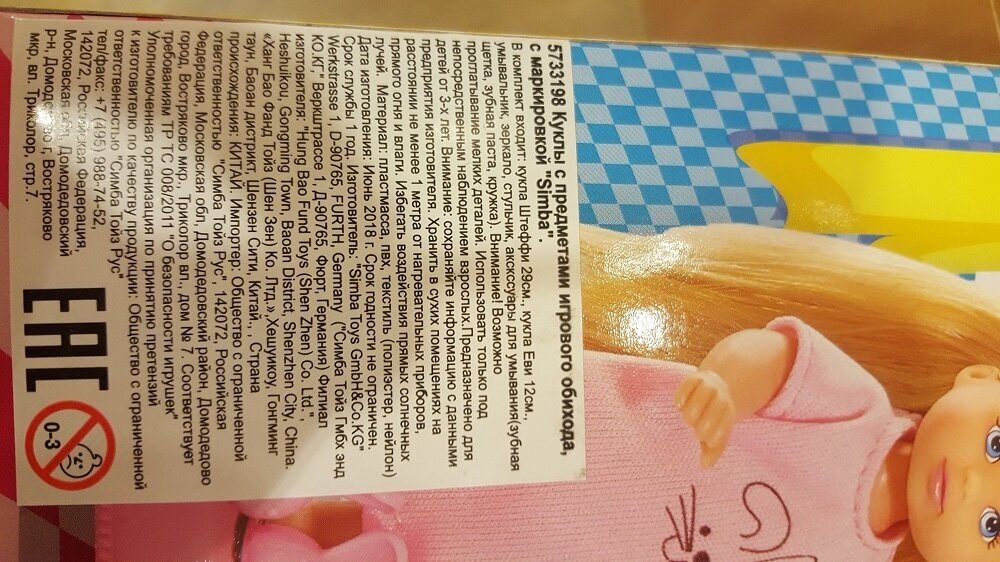 5733198 Куклы с предметами игрового обихода,
с маркировкой "Simba".
В комплект входит: кукла Штеффи 29см., кукла Еви 12см.,
умывальник, зеркало, стульчик, аксессуары для умывания(зубная
щетка, зубная паста, кружка). Внимание! Возможно
проглатывание мелких деталей. Использовать только под
непосредственным наблюдением взрослых.Предназначено для
детей от 3-х лет. Внимание: сохраняйте информацию с данными
предприятия изготовителя. Хранить в сухих помещениях на
расстоянии не менее 1 метра от нагревательных приборов,
прямого огня и влаги. Избегать воздействия прямых солнечных
лучей. Материал: пластмасса, пвх, текстиль (полиэстер, нейлон)
Дата изготовления: Июнь 2018 г. Срок годности не ограничен.
Срок службы 1 год. Изготовитель: "Simba Toys GmbH&Co.KG"
Werkstrasse 1, D-90765, FURTH, Germany ("Симба Тойз Гмбх энд
КО.КГ," Веркштрассе 1, Д-90765, Фюрт, Германия) Филиал
изготовителя: "Hung Bao Fund Toys (Shen Zhen) Co. Ltd.",
Heshuikou, Gongming Town, Baoan District, Shenzhen City, China,
«Ханг Бао Фанд Тойз (Шен Зен) Ко. Лтд.» Хешуикоу, Гонгминг
таун, Баоан дистрикт, Шензен Сити, Китай., , Страна
происхождения: КИТАЙ. Импортер: Общество с ограниченной
ответственностью "Симба Тойз Рус", 142072, Российская
Федерация, Московская обл, Домодедовский район, Домодедово
город, Востряково мкр., Триколор вл., дом № 7. Соответствует
требованиям ТР ТС 008/2011 "О безопасности игрушек"
Уполномоченная организация по принятию претензий
к изготовителю по качеству продукции: Общество с ограниченной
ответственностью "Симба Тойз Рус"
тел/факс: +7 (495) 988-74-52,
142072, Российская Федерация,
Московская обл, Домодедовский
р-н, Домодедово г, Востряково
мкр, вл. Триколор, стр.7.
EAC
0-3